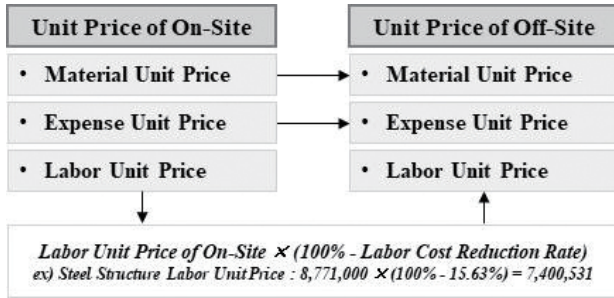 Unit Price of On-Site
Unit Price of Off-Site
• Material Unit Price
• Material Unit Price
• Expense Unit Price
• Expense Unit Price
• Labor Unit Price
• Labor Unit Price
Labor Unit Price of On-Site × (100% - Labor Cost Reduction Rate)
ex) Steel Structure Labor Unit Price : 8,771,000 × (100% - 15.63%) = 7,400,531